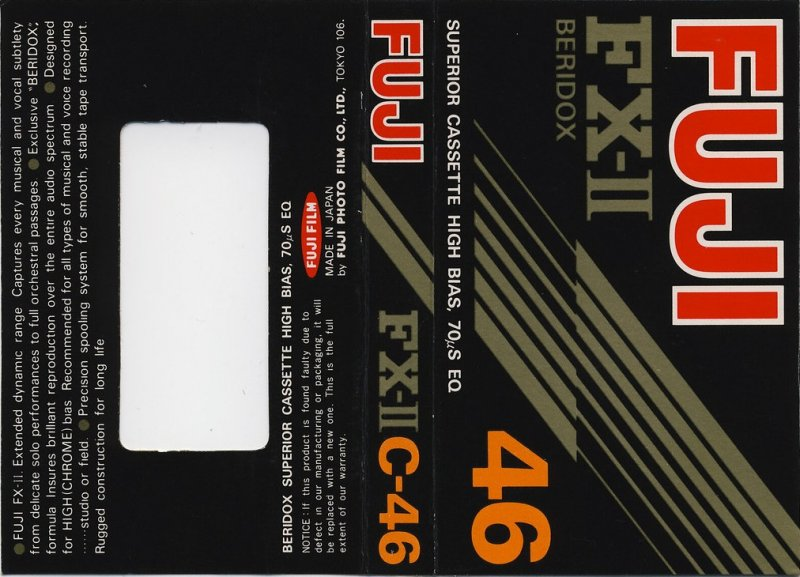 FUJI
FX-II
BERIDOX
46
SUPERIOR CASSETTE HIGH BIAS, 70μS EQ.
FUJI
FX-II
C-46
BERIDOX SUPERIOR CASSETTE HIGH BIAS, 70μS EQ.
NOTICE: If this product is found faulty due to
defect in our manufacturing or packaging, it will
be replaced with a new one. This is the full
extent of our warranty.
FUJI FILM
MADE IN JAPAN
by FUJI PHOTO FILM CO., LTD., TOKYO 106.
● FUJI FX-II. Extended dynamic range Captures every musical and vocal subtlety
from delicate solo performances to full orchestral passages ● Exclusive "BERIDOX"
formula Insures brilliant reproduction over the entire audio spectrum ● Designed
for HIGH (CHROME) bias Recommended for all types of musical and voice recording
......studio or field. ● Precision spooling system for smooth, stable tape transport.
Rugged construction for long life